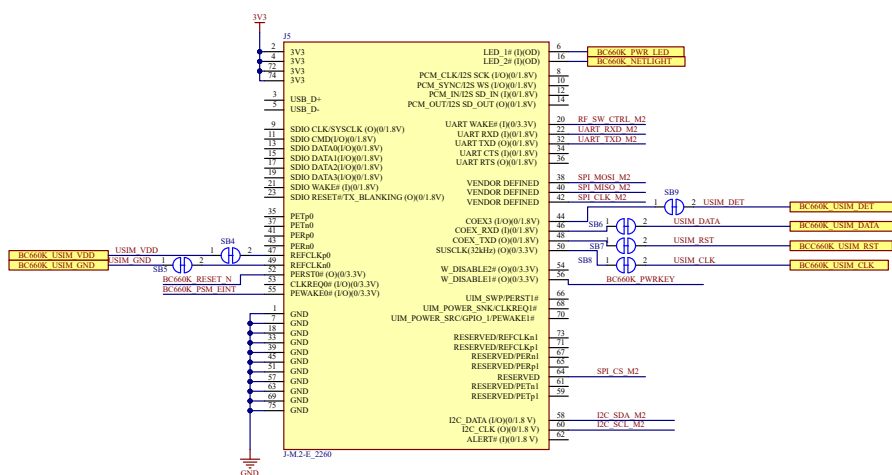 3V3
J5
2 3V3 LED_1# (I)(OD) 6 BC660K_PWR_LED
4 3V3 LED_2# (I)(OD) 16 BC660K_NETLIGHT
72 3V3
74 3V3 PCM_CLK/I2S SCK (I/O)(0/1.8V) 8
PCM_SYNC/I2S WS (I/O)(0/1.8V) 10
3 USB_D+ PCM_IN/I2S SD_IN (I)(0/1.8V) 12
5 USB_D- PCM_OUT/I2S SD_OUT (O)(0/1.8V) 14
9 SDIO CLK/SYSCLK (O)(0/1.8V) UART WAKE# (I)(0/3.3V) 20 RF_SW_CTRL_M2
11 SDIO CMD(I/O)(0/1.8V) UART RXD (I)(0/1.8V) 22 UART_RXD_M2
13 SDIO DATA0(I/O)(0/1.8V) UART TXD (O)(0/1.8V) 32 UART_TXD_M2
15 SDIO DATA1(I/O)(0/1.8V) UART CTS (I)(0/1.8V) 34
17 SDIO DATA2(I/O)(0/1.8V) UART RTS (O)(0/1.8V) 36
19 SDIO DATA3(I/O)(0/1.8V)
21 SDIO WAKE# (I)(0/1.8V) VENDOR DEFINED 38 SPI_MOSI_M2
23 SDIO RESET#/TX_BLANKING (O)(0/1.8V) VENDOR DEFINED 40 SPI_MISO_M2
VENDOR DEFINED 42 SPI_CLK_M2
SB9
1 2 USIM_DET BC660K_USIM_DET
35 PETp0
37 PETn0 COEX3 (I/O)(0/1.8V) 44
41 PERp0 COEX_RXD (I)(0/1.8V) 46 SB6 1 2 USIM_DATA BC660K_USIM_DATA
43 PERn0 COEX_TXD (O)(0/1.8V) 48 SB7 1 2 USIM_RST BCC660K_USIM RST
BC660K_USIM_VDD USIM_VDD 1 SB4 2 47 REFCLKp0 SUSCLK(32kHz) (O)(0/3.3V) 50
BC660K_USIM_GND USIM_GND 1 SB5 2 49 REFCLKn0 SB8 1 2 USIM_CLK BC660K_USIM_CLK
BC660K_RESET_N 52 PERST0# (O)(0/3.3V) W_DISABLE2# (O)(0/3.3V) 54
53 CLKREQ0# (I/O)(0/3.3V) W_DISABLE1# (O)(0/3.3V) 56 BC660K_PWRKEY
BC660K_PSM_EINT 55 PEWAKE0# (I/O)(0/3.3V)
UIM_SWP/PERST1# 66
1 GND UIM_POWER_SNK/CLKREQ1# 68
7 GND UIM_POWER_SRC/GPIO_1/PEWAKE1# 70
18 GND
33 GND RESERVED/REFCLKn1 73
39 GND RESERVED/REFCLKp1 71
45 GND RESERVED/PERn1 67
51 GND RESERVED/PERp1 65
57 GND RESERVED 64 SPI_CS_M2
63 GND RESERVED/PETn1 61
69 GND RESERVED/PETp1 59
75 GND
I2C_DATA (I/O)(0/1.8 V) 58 I2C_SDA_M2
I2C_CLK (O)(0/1.8 V) 60 I2C_SCL_M2
ALERT# (I)(0/1.8 V) 62
J-M.2-E_2260
GND